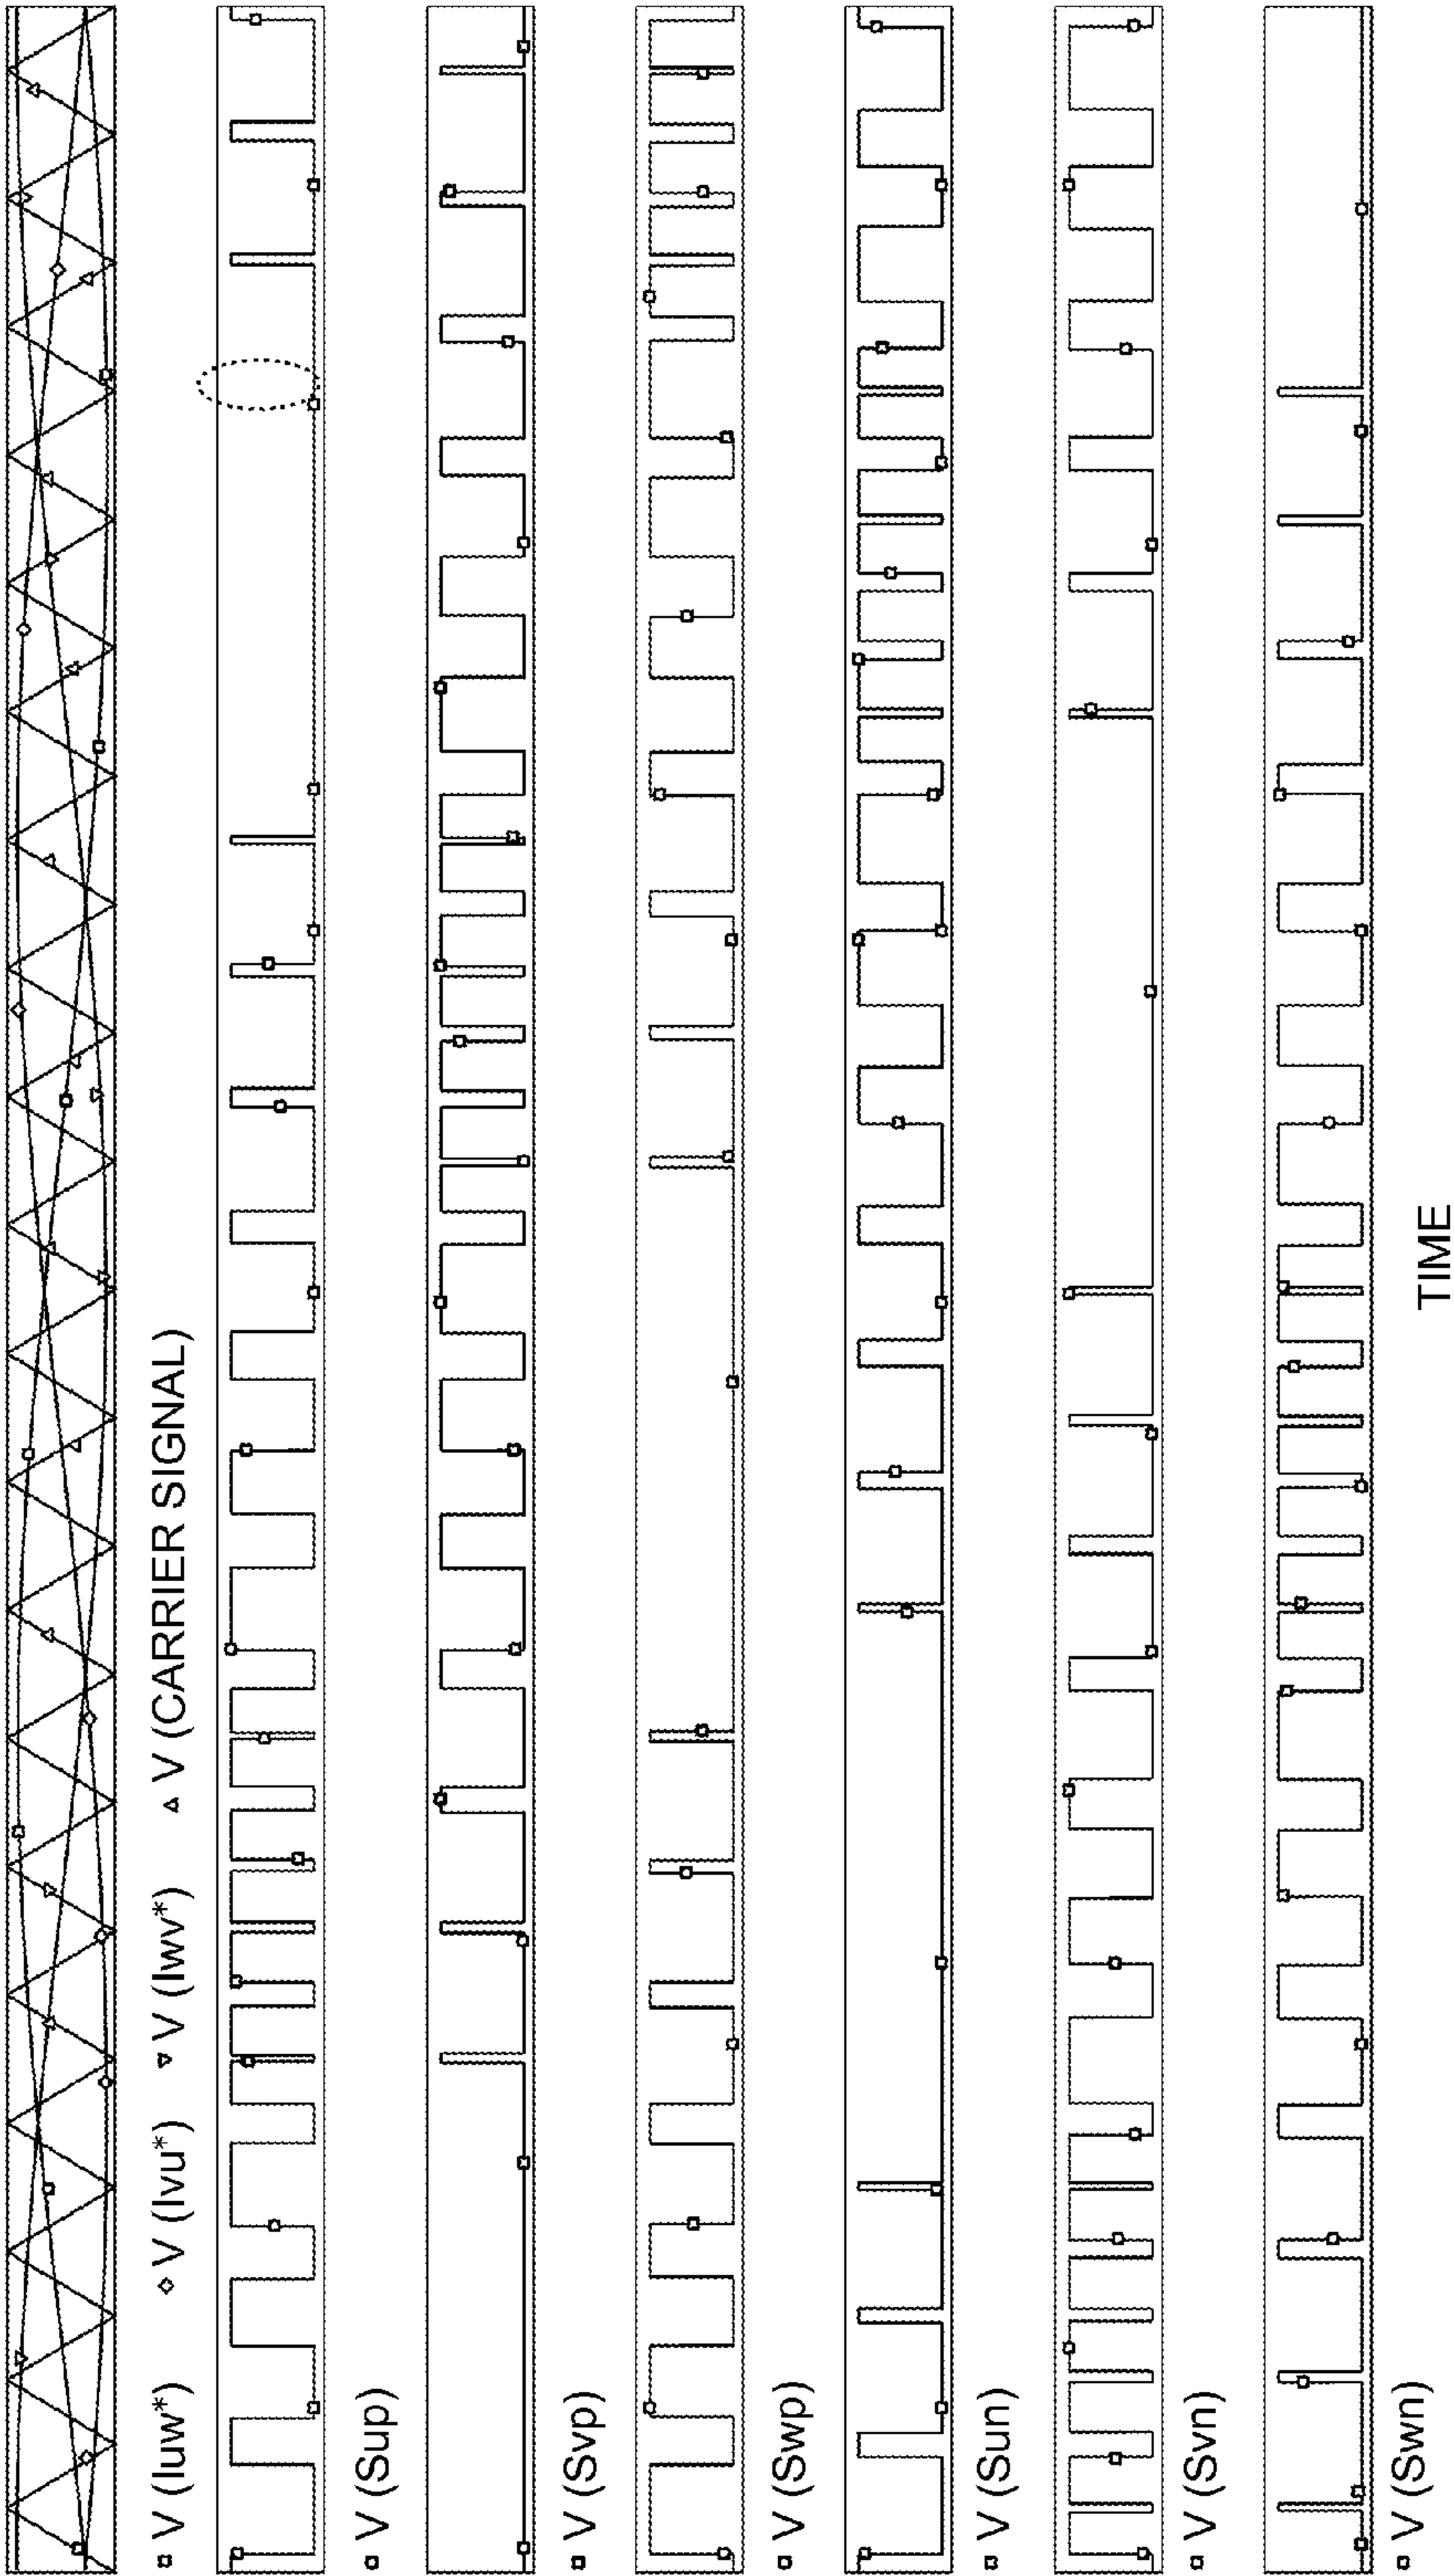 V (Iuw*) V (Ivu*) V (Iwv*) V (CARRIER SIGNAL)
V (Sup)
V (Svp)
V (Swp)
V (Sun)
V (Svn)
V (Swn)
TIME